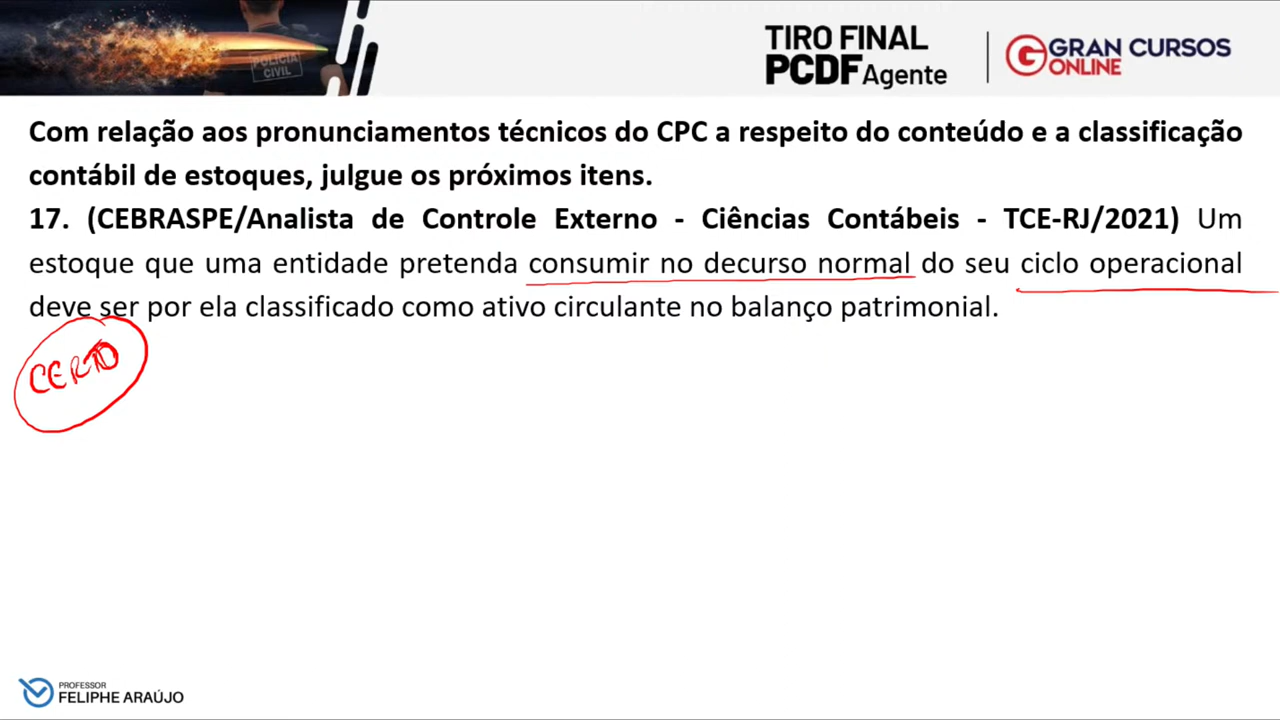 POLÍCIA
CIVIL
TIRO FINAL
PCDF Agente
GRAN CURSOS
ONLINE
Com relação aos pronunciamentos técnicos do CPC a respeito do conteúdo e a classificação
contábil de estoques, julgue os próximos itens.
17. (CEBRASPE/Analista de Controle Externo - Ciências Contábeis - TCE-RJ/2021) Um
estoque que uma entidade pretenda consumir no decurso normal do seu ciclo operacional
deve ser por ela classificado como ativo circulante no balanço patrimonial.
CERTO
PROFESSOR
FELIPHE ARAÚJO